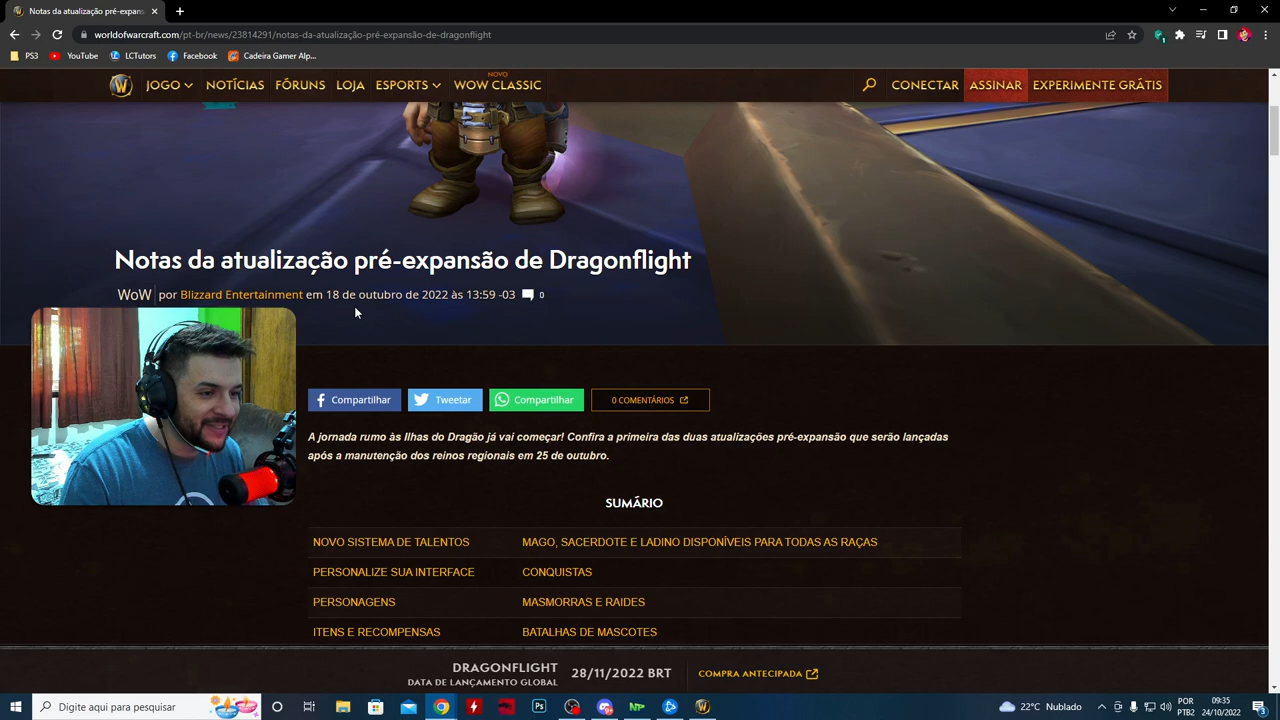 Notas da atualização pré-expans
worldofwarcraft.com/pt-br/news/23814291/notas-da-atualização-pré-expansão-de-dragonflight
PS3 YouTube LCTutors Facebook Cadeira Gamer Alp...
NOVO
JOGO NOTÍCIAS FÓRUNS LOJA ESPORTS WOW CLASSIC CONECTAR ASSINAR EXPERIMENTE GRÁTIS
Notas da atualização pré-expansão de Dragonflight
WoW por Blizzard Entertainment em 18 de outubro de 2022 às 13:59 -03 0
Compartilhar Tweetar Compartilhar 0 COMENTÁRIOS
A jornada rumo às Ilhas do Dragão já vai começar! Confira a primeira das duas atualizações pré-expansão que serão lançadas
após a manutenção dos reinos regionais em 25 de outubro.
SUMÁRIO
NOVO SISTEMA DE TALENTOS MAGO, SACERDOTE E LADINO DISPONÍVEIS PARA TODAS AS RAÇAS
PERSONALIZE SUA INTERFACE CONQUISTAS
PERSONAGENS MASMORRAS E RAIDES
ITENS E RECOMPENSAS BATALHAS DE MASCOTES
DRAGONFLIGHT
DATA DE LANÇAMENTO GLOBAL
28/11/2022 BRT
COMPRA ANTECIPADA
Digite aqui para pesquisar
22°C Nublado
POR
PTB2
09:35
24/10/2022